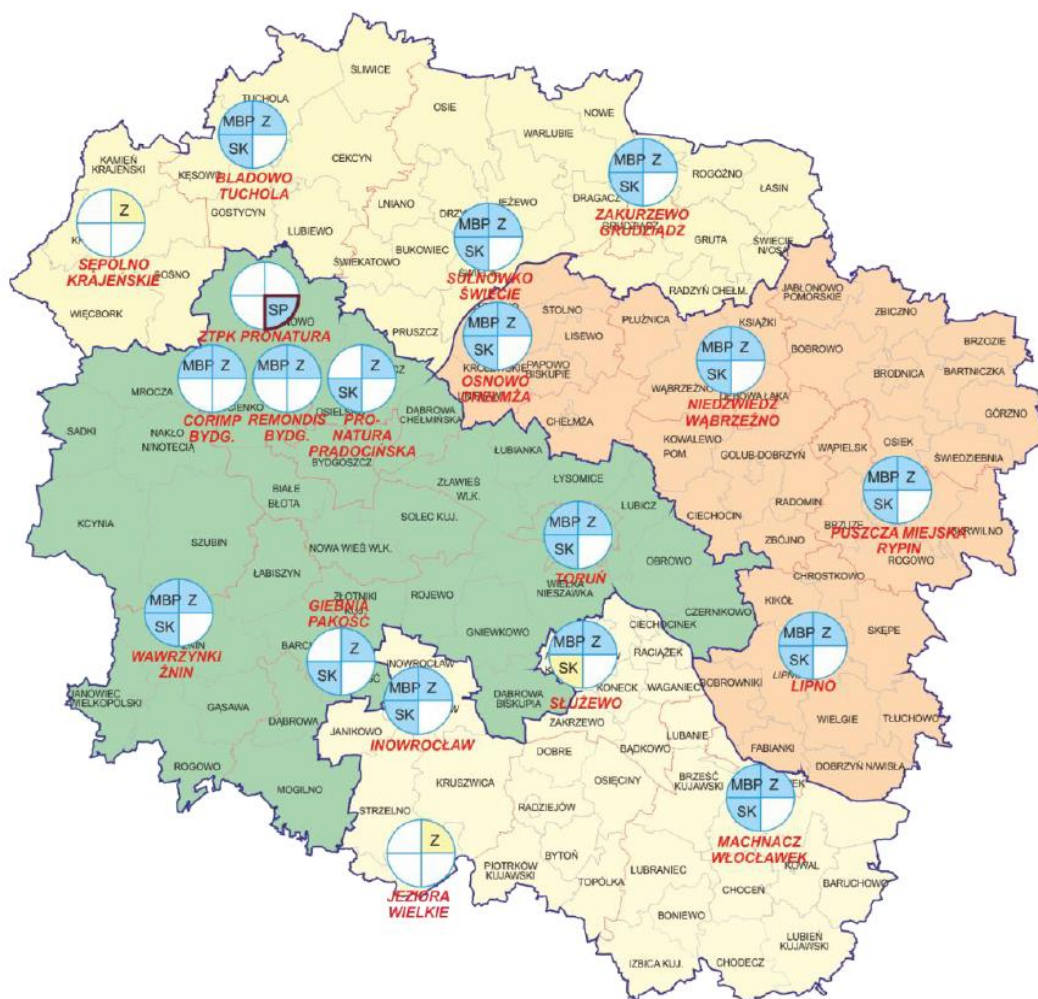 ŚLIWICE
TUCHOLA
OSIE
NOWE
MBP Z
SK
WARLUBIE
CEKCYN
KAMIEŃ
KRAJEŃSKI
KĘSOWO
BLADOWO
TUCHOLA
MBP Z
SK
ROGOŹNO
ŁASIN
DRAGACZ
ZAKURZEWO
GRUDZIĄDZ
GRUTA
ŚWIECIE
N/OSĄ
RADZYŃ CHEŁM.
Z
SĘPOLNO
KRAJEŃSKIE
SOSNO
WIĘCBORK
GOSTYCYN
LUBIEWO
LNIANO
JEŻEWO
MBP Z
SK
BUKOWIEC
ŚWIEKATOWO
SULNÓWKO
ŚWIECIE
PRUSZCZ
SP
ZTPK PRONATURA
STOLNO
PŁUŻNICA
LISEWO
MBP Z
SK
PAPOWO
BISKUPIE
OSNOWO
CHEŁMŻA
CHEŁMŻA
JABŁONOWO
POMORSKIE
ZBICZNO
KSIĄŻKI
BOBROWO
BRZOZIE
BARTNICZKA
BRODNICA
GÓRZNO
MBP Z
SK
WĄBRZEŹNO
DĘBOWA ŁĄKA
NIEDŹWIEDŹ
WĄBRZEŹNO
MBP Z
CORIMP
BYDG.
MBP Z
REMONDIS
BYDG.
Z
SK
PRO-
NATURA
PRĄDOCIŃSKA
MROCZA
SADKI
NAKŁO
N/NOTECIĄ
DĄBROWA
CHEŁMIŃSKA
BYDGOSZCZ
KOWALEWO
POM.
GOLUB-DOBRZYŃ
WĄPIELSK
OSIEK
ŚWIEDZIEBNIA
ŁUBIANKA
BIAŁE
BŁOTA
ZŁAWIEŚ
WLK.
ŁYSOMICE
LUBICZ
CIECHOCIN
RADOMIN
ZBÓJNO
MBP Z
SK
PUSZCZA MIEJSKA
RYPIN
BRZUZE
ROGOWO
KCYNIA
SZUBIN
SOLEC KUJ.
NOWA WIEŚ WLK.
MBP Z
SK
TORUŃ
WIELKA
NIESZAWKA
OBROWO
CZERNIKOWO
CHROSTKOWO
KIKÓŁ
SKĘPE
ŁABISZYN
ZŁOTNIKI
ROJEWO
GNIEWKOWO
MBP Z
SK
WAWRZYNKI
ŻNIN
GIEBNIA
PAKOŚĆ
Z
SK
INOWROCŁAW
MBP Z
SK
INOWROCŁAW
MBP Z
SK
SŁUŻEWO
CIECHOCINEK
RACIĄŻEK
KONECK
WAGANIEC
ZAKRZEWO
MBP Z
SK
LIPNO
LIPNO
BOBROWNIKI
WIELGIE
TŁUCHOWO
FABIANKI
DOBRZYŃ N/WISŁĄ
JANOWIEC
WIELKOPOLSKI
GĄSAWA
DĄBROWA
ROGOWO
MOGILNO
JANIKOWO
DĄBROWA
BISKUPIA
DOBRE
BĄDKOWO
LUBANIE
KRUSZWICA
OSIĘCINY
BRZEŚĆ
KUJAWSKI
RADZIEJÓW
STRZELNO
MBP Z
SK
MACHNACZ
WŁOCŁAWEK
Z
JEZIORA
WIELKIE
PIOTRKÓW
KUJAWSKI
BYTOŃ
TOPÓLKA
LUBRANIEC
KOWAL
CHOCEŃ
BARUCHOWO
BONIEWO
LUBIEŃ
KUJAWSKI
IZBICA KUJ.
CHODECZ